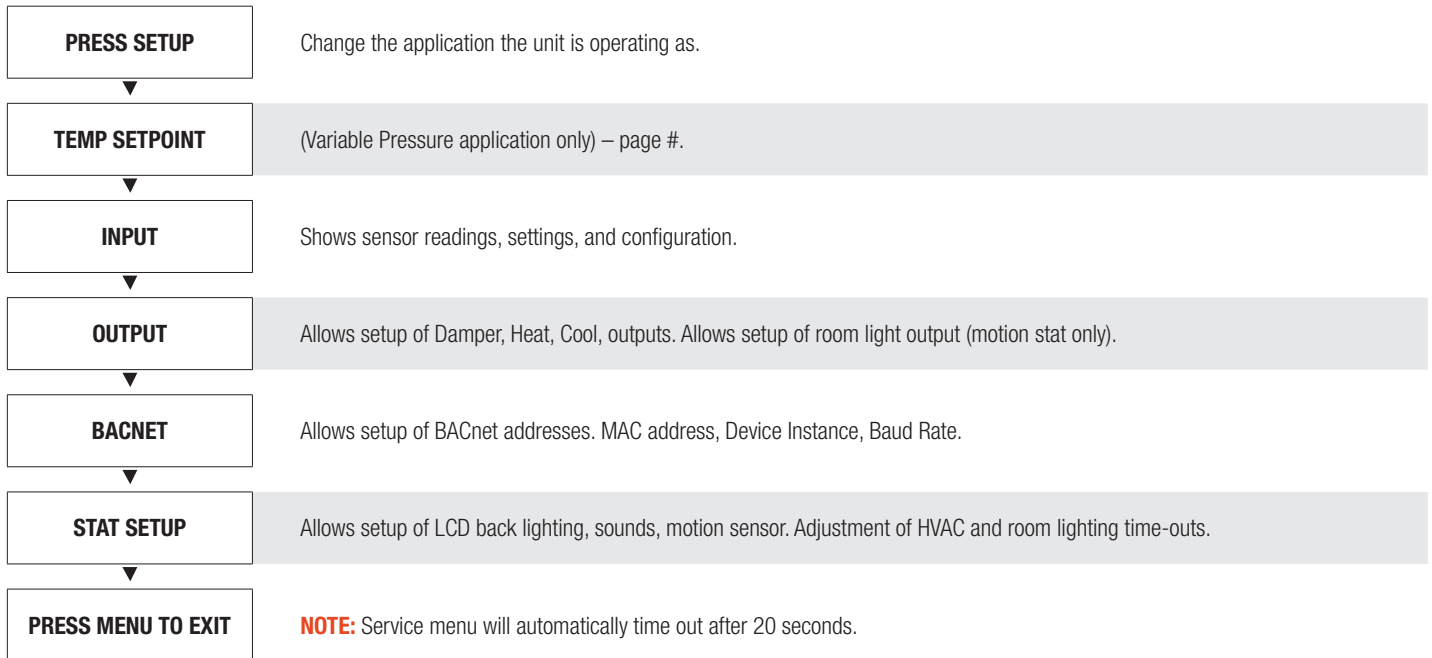 PRESS SETUP
Change the application the unit is operating as.
TEMP SETPOINT
(Variable Pressure application only) – page #.
INPUT
Shows sensor readings, settings, and configuration.
OUTPUT
Allows setup of Damper, Heat, Cool, outputs. Allows setup of room light output (motion stat only).
BACNET
Allows setup of BACnet addresses. MAC address, Device Instance, Baud Rate.
STAT SETUP
Allows setup of LCD back lighting, sounds, motion sensor. Adjustment of HVAC and room lighting time-outs.
PRESS MENU TO EXIT
NOTE: Service menu will automatically time out after 20 seconds.